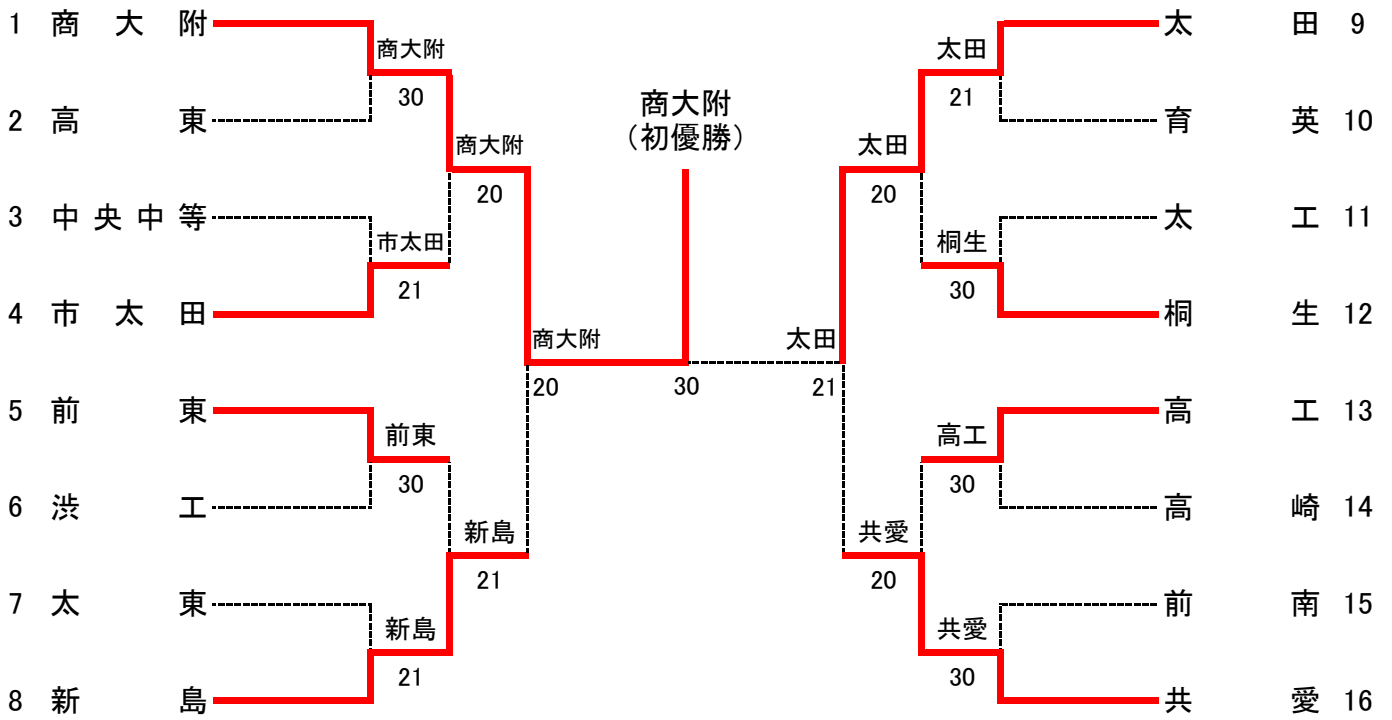 1 商大附
太田 9
商大附
太田
30
21
商大附
(初優勝)
2 高東
育英 10
商大附
太田
20
20
3 中央中等
太工 11
市太田
桐生
21
30
4 市太田
桐生 12
商大附
太田
20
30
21
5 前東
高工 13
前東
高工
30
30
6 渋工
高崎 14
新島
共愛
21
20
7 太東
前南 15
新島
共愛
21
30
8 新島
共愛 16